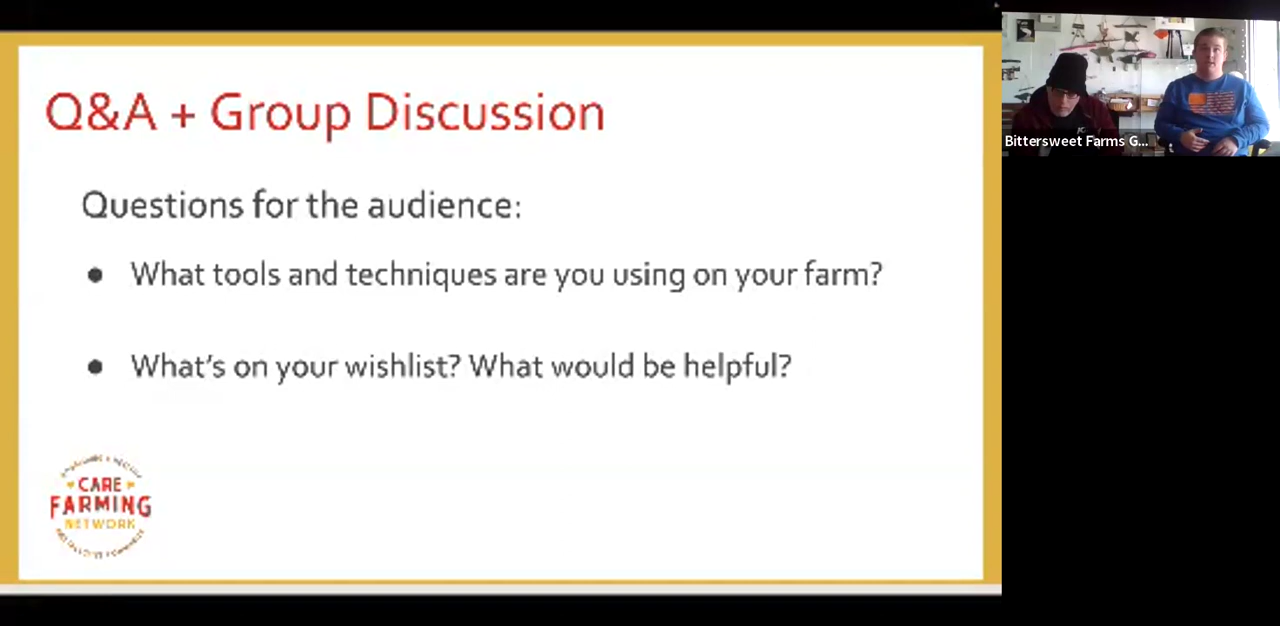 Q&A + Group Discussion
Questions for the audience:
● What tools and techniques are you using on your farm?
● What's on your wishlist? What would be helpful?
CARE
FARMING
NETWORK
Bittersweet Farms G...